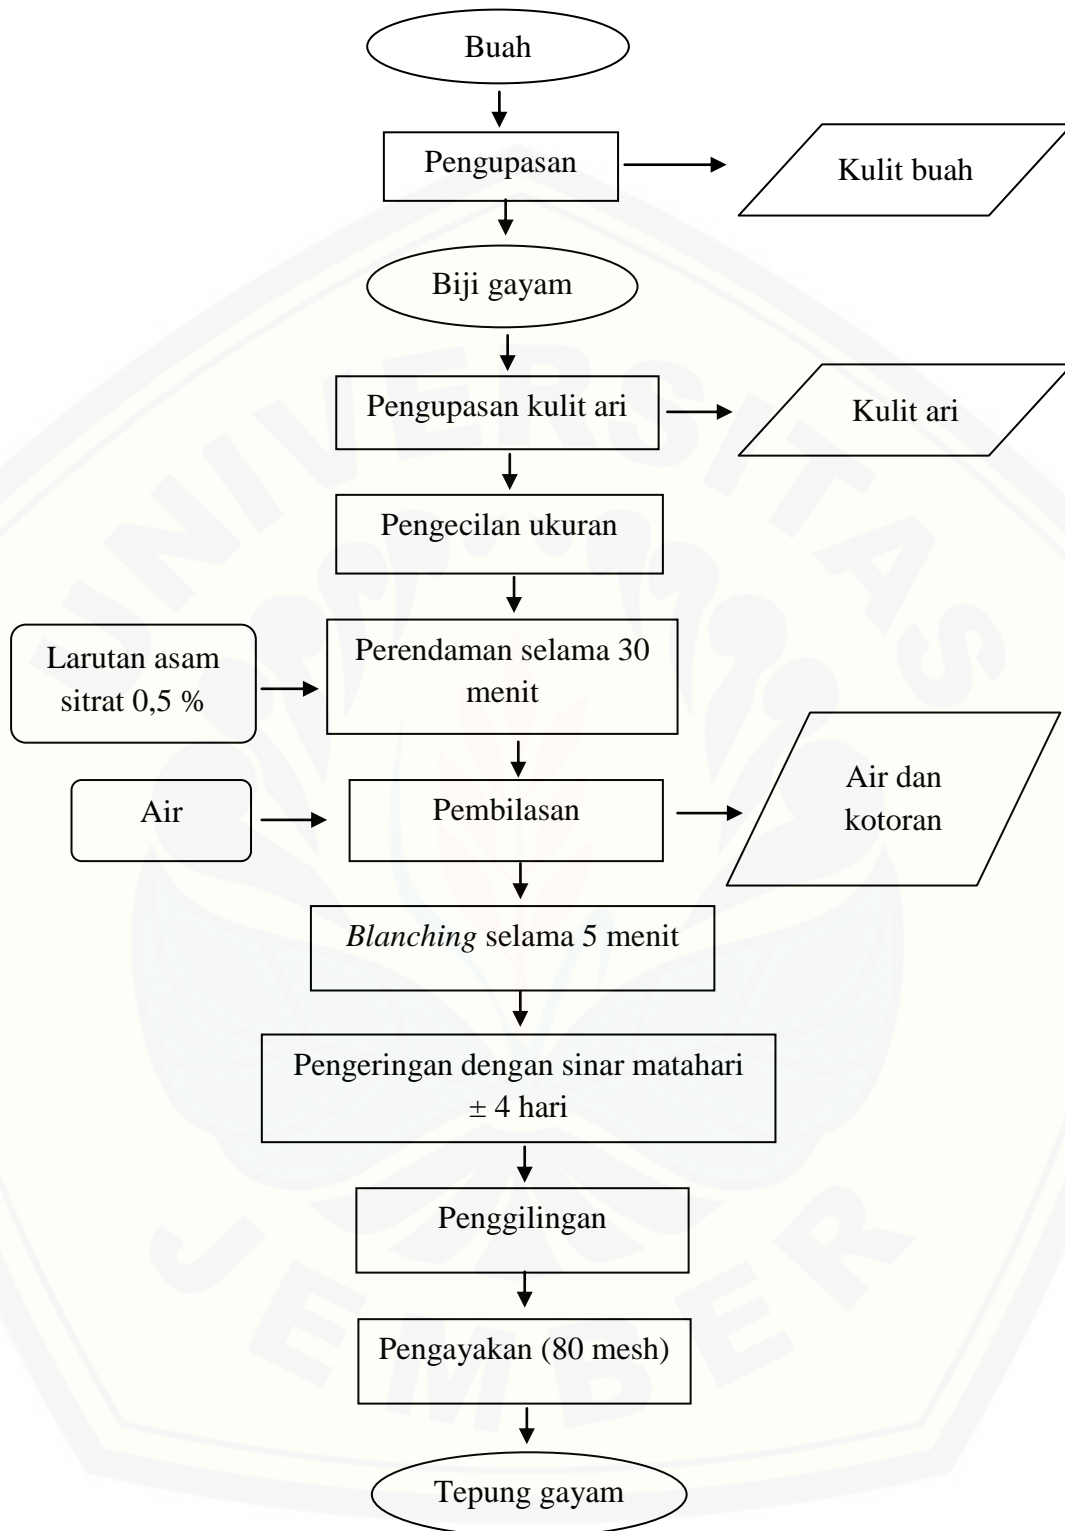 Buah
Pengupasan
Kulit buah
Biji gayam
Pengupasan kulit ari
Kulit ari
Pengecilan ukuran
Larutan asam
sitrat 0,5 %
Perendaman selama 30
menit
Air
Pembilasan
Air dan
kotoran
Blanching selama 5 menit
Pengeringan dengan sinar matahari
± 4 hari
Penggilingan
Pengayakan (80 mesh)
Tepung gayam
UNIVERSITAS
JEMBER